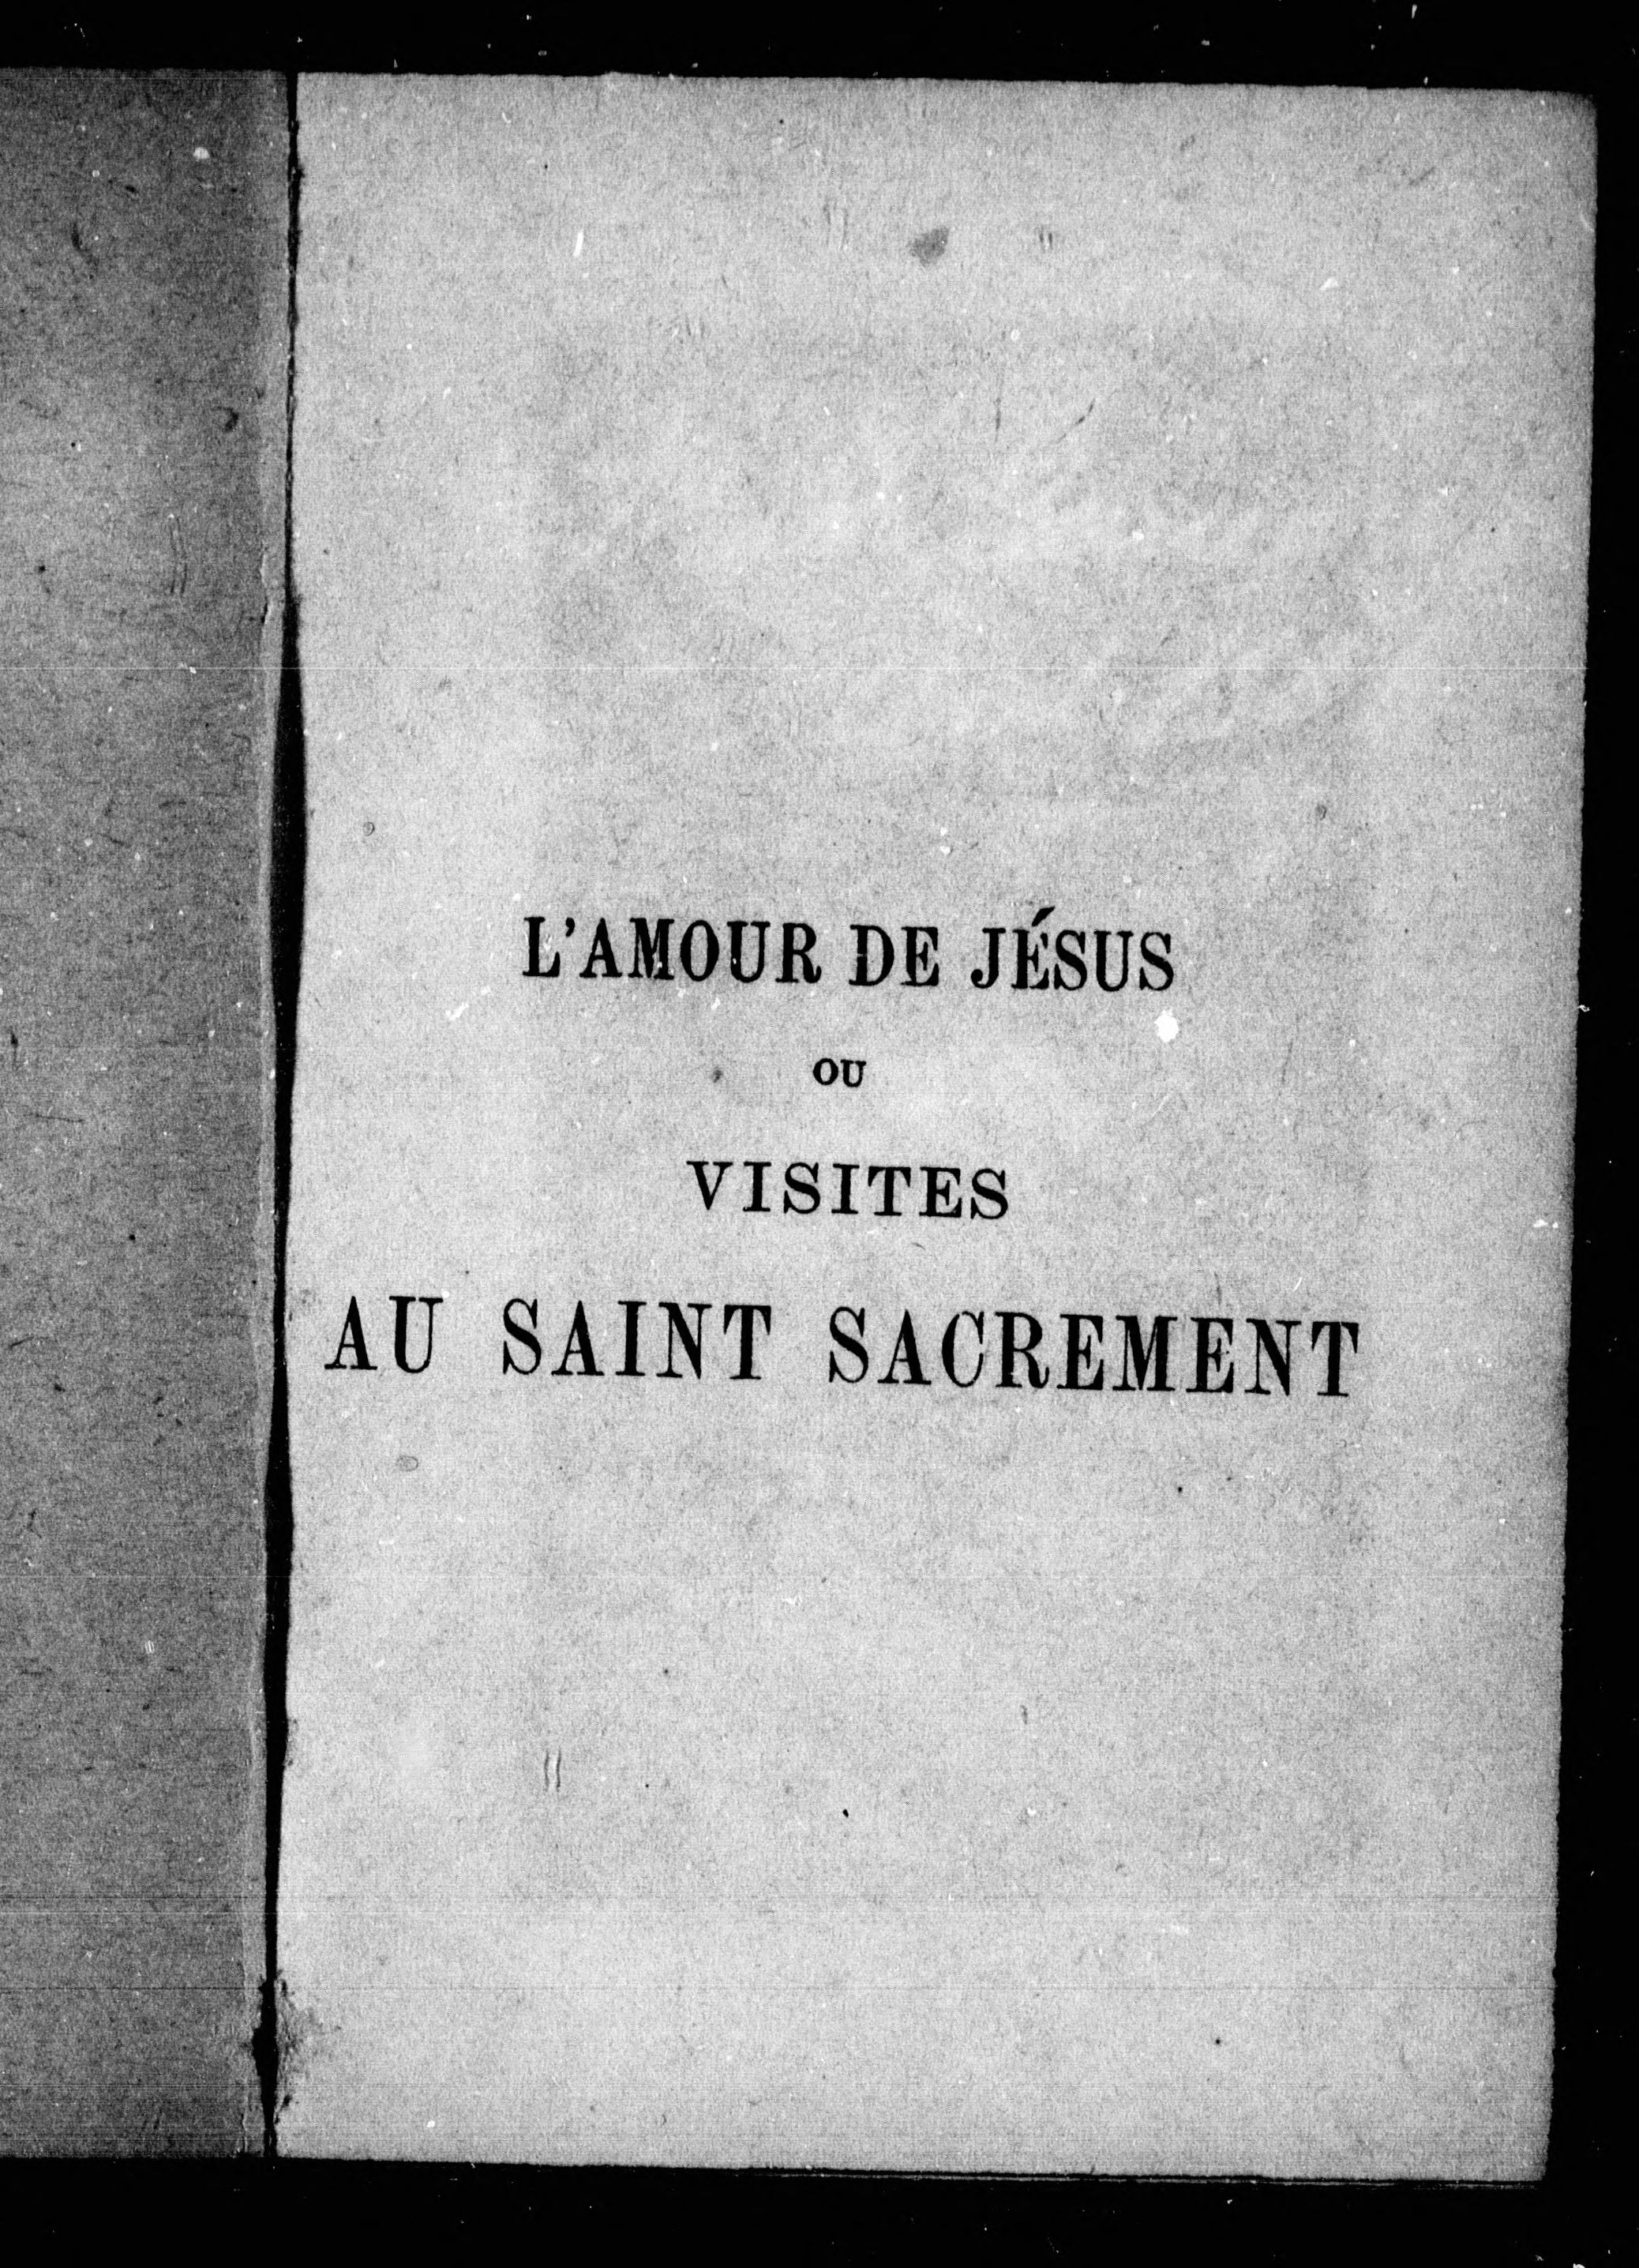 L'AMOUR DE JÉSUS
OU
VISITES
AU SAINT SACREMENT